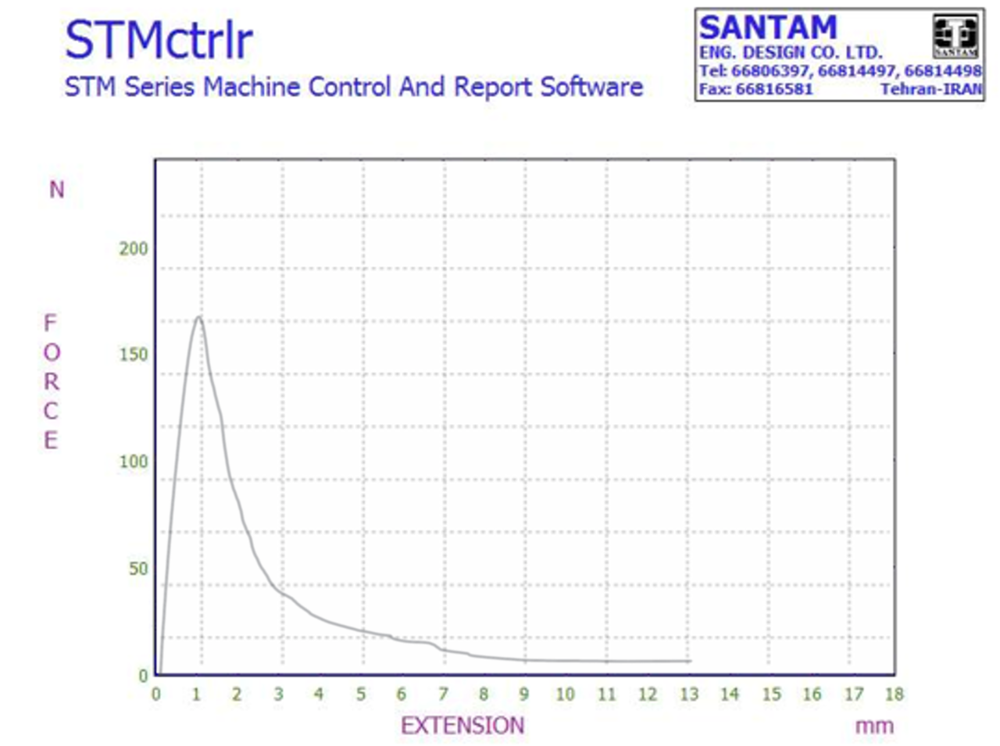 STMctrlr
STM Series Machine Control And Report Software
SANTAM
ENG. DESIGN CO. LTD.
Tel: 66806397, 66814497, 66814498
Fax: 66816581 Tehran-IRAN
SANTAM
N
FORCE
200
150
100
50
0
0 1 2 3 4 5 6 7 8 9 10 11 12 13 14 15 16 17 18
EXTENSION mm